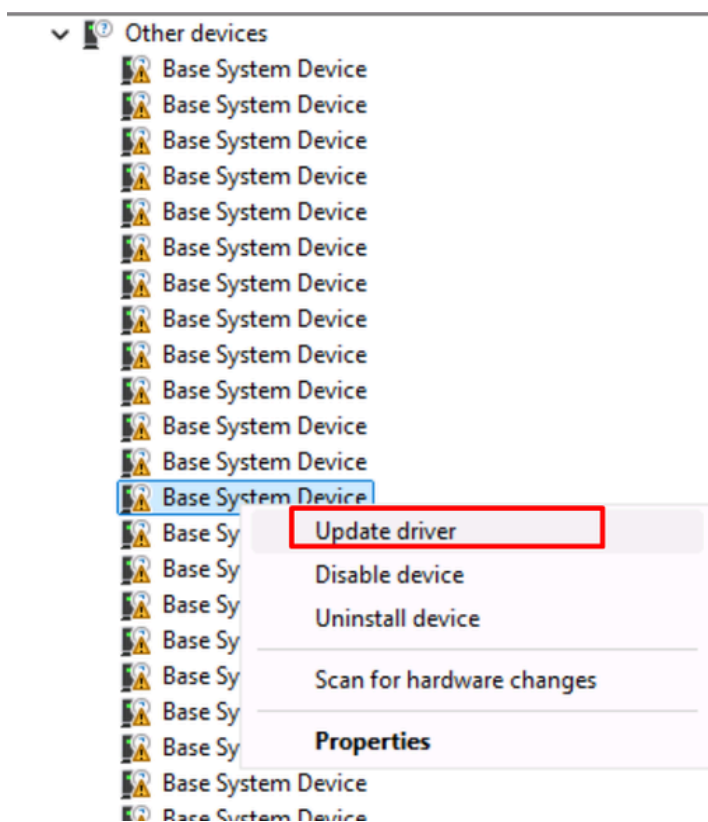 Other devices
Base System Device
Base System Device
Base System Device
Base System Device
Base System Device
Base System Device
Base System Device
Base System Device
Base System Device
Base System Device
Base System Device
Base System Device
Base System Device
Base Sy
Base Sy
Base Sy
Base Sy
Base Sy
Base Sy
Base Sy
Base System Device
Base System Device
Update driver
Disable device
Uninstall device
Scan for hardware changes
Properties